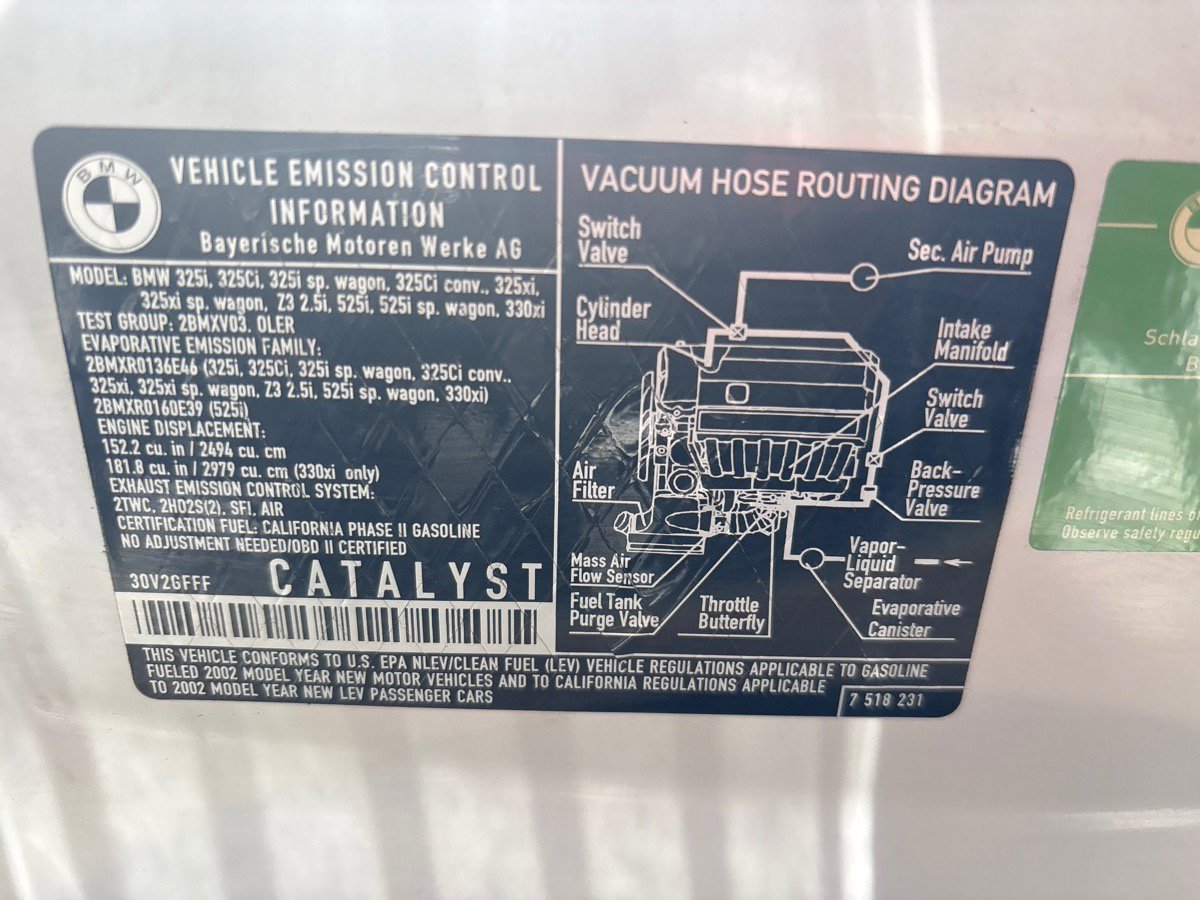 BMW
VEHICLE EMISSION CONTROL
INFORMATION
Bayerische Motoren Werke AG
MODEL: BMW 325i, 325Ci, 325i sp. wagon, 325Ci conv., 325xi,
325xi sp. wagon, Z3 2.5i, 525i, 525i sp. wagon, 330xi
TEST GROUP: 2BMXV03. 0LER
EVAPORATIVE EMISSION FAMILY:
2BMXR0136E46 (325i, 325Ci, 325i sp. wagon, 325Ci conv.,
325xi, 325xi sp. wagon, Z3 2.5i, 525i sp. wagon, 330xi)
2BMXR0160E39 (525i)
ENGINE DISPLACEMENT:
152.2 cu. in / 2494 cu. cm
181.8 cu. in / 2979 cu. cm (330xi only)
EXHAUST EMISSION CONTROL SYSTEM:
2TWC, 2HO2S(2), SFI, AIR
CERTIFICATION FUEL: CALIFORNIA PHASE II GASOLINE
NO ADJUSTMENT NEEDED/OBD II CERTIFIED
30V2GFFF
CATALYST
VACUUM HOSE ROUTING DIAGRAM
Switch
Valve
Sec. Air Pump
Cylinder
Head
Intake
Manifold
Switch
Valve
Air
Filter
Back-
Pressure
Valve
Mass Air
Flow Sensor
Vapor-
Liquid
Separator
Fuel Tank
Purge Valve
Throttle
Butterfly
Evaporative
Canister
THIS VEHICLE CONFORMS TO U.S. EPA NLEV/CLEAN FUEL (LEV) VEHICLE REGULATIONS APPLICABLE TO GASOLINE
FUELED 2002 MODEL YEAR NEW MOTOR VEHICLES AND TO CALIFORNIA REGULATIONS APPLICABLE
TO 2002 MODEL YEAR NEW LEV PASSENGER CARS
7 518 231
Refrigerant lines
Observe safety